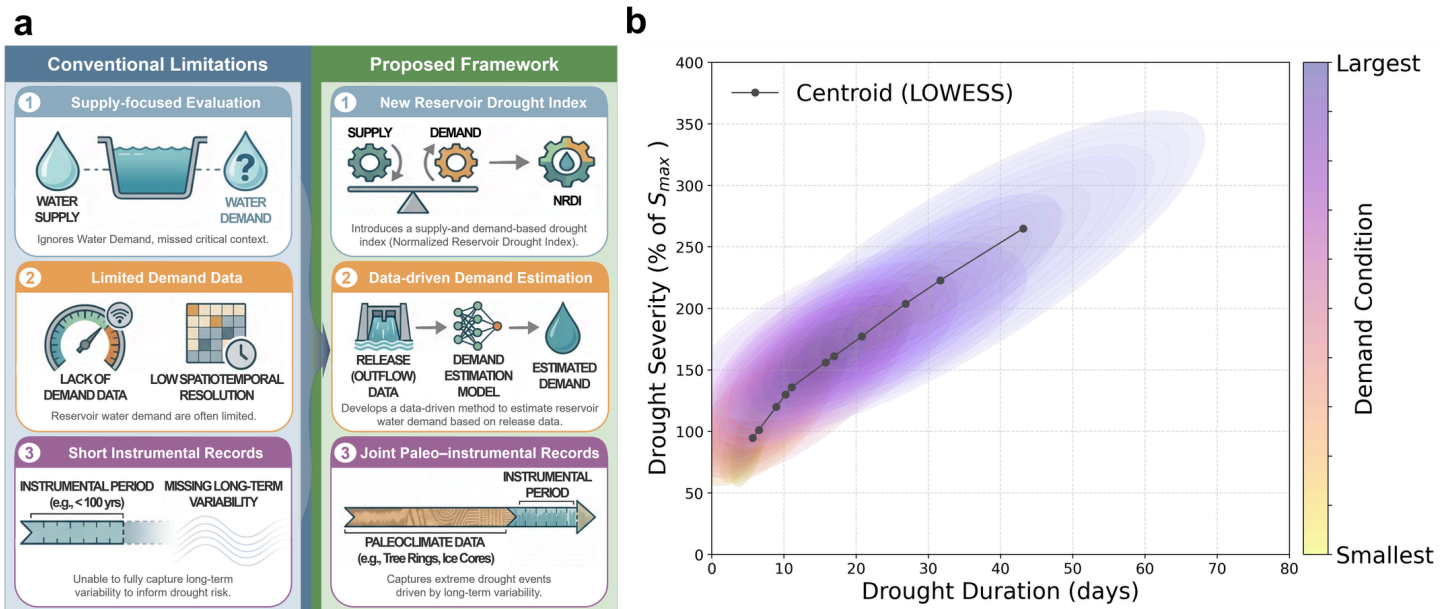 a
Conventional Limitations
1 Supply-focused Evaluation
WATER
SUPPLY
?
WATER
DEMAND
Ignores Water Demand, missed critical context.
2 Limited Demand Data
LACK OF
DEMAND DATA
LOW SPATIOTEMPORAL
RESOLUTION
Reservoir water demand are often limited.
3 Short Instrumental Records
INSTRUMENTAL PERIOD
(e.g., < 100 yrs)
MISSING LONG-TERM
VARIABILITY
Unable to fully capture long-term
variability to inform drought risk.
Proposed Framework
1 New Reservoir Drought Index
SUPPLY
DEMAND
NRDI
Introduces a supply-and demand-based drought
index (Normalized Reservoir Drought Index).
2 Data-driven Demand Estimation
RELEASE
(OUTFLOW)
DATA
DEMAND
ESTIMATION
MODEL
ESTIMATED
DEMAND
Develops a data-driven method to estimate reservoir
water demand based on release data.
3 Joint Paleo–instrumental Records
INSTRUMENTAL
PERIOD
PALEOCLIMATE DATA
(e.g., Tree Rings, Ice Cores)
Captures extreme drought events
driven by long-term variability.
b
Centroid (LOWESS)
Drought Severity (% of Smax)
400
350
300
250
200
150
100
50
0
0 10 20 30 40 50 60 70 80
Drought Duration (days)
Largest
Demand Condition
Smallest